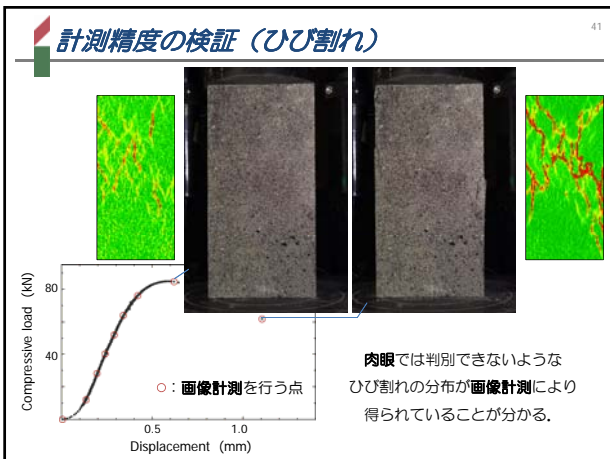 41
計測精度の検証（ひび割れ）
Compressive load (kN)
80
40
0
○：画像計測を行う点
0.5
1.0
Displacement (mm)
肉眼では判別できないような
ひび割れの分布が画像計測により
得られていることが分かる．